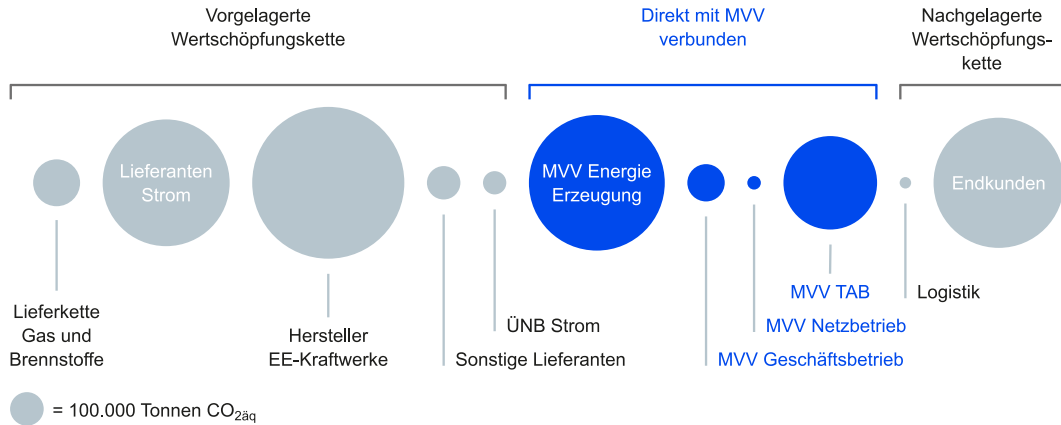 Vorgelagerte
Wertschöpfungskette
Direkt mit MVV
verbunden
Nachgelagerte
Wertschöpfungs-
kette
Lieferanten
Strom
MVV Energie
Erzeugung
Endkunden
Lieferkette
Gas und
Brennstoffe
Hersteller
EE-Kraftwerke
ÜNB Strom
Sonstige Lieferanten
MVV TAB
MVV Netzbetrieb
MVV Geschäftsbetrieb
Logistik
= 100.000 Tonnen CO₂äq